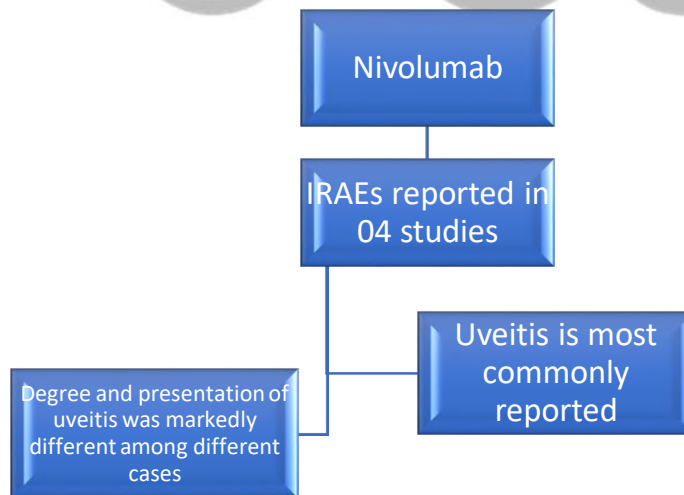 Nivolumab
IRAEs reported in
04 studies
Uveitis is most
commonly
reported
Degree and presentation of
uveitis was markedly
different among different
cases